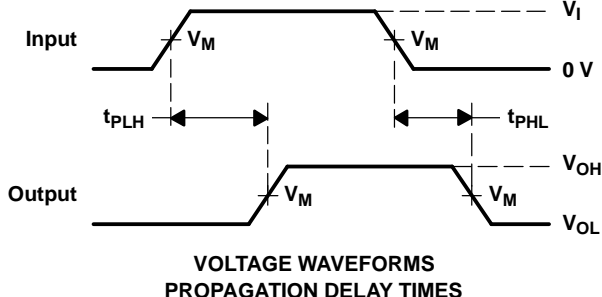 V_I
Input
V_M
V_M
0 V
t_PLH
t_PHL
V_OH
Output
V_M
V_M
V_OL
VOLTAGE WAVEFORMS
PROPAGATION DELAY TIMES